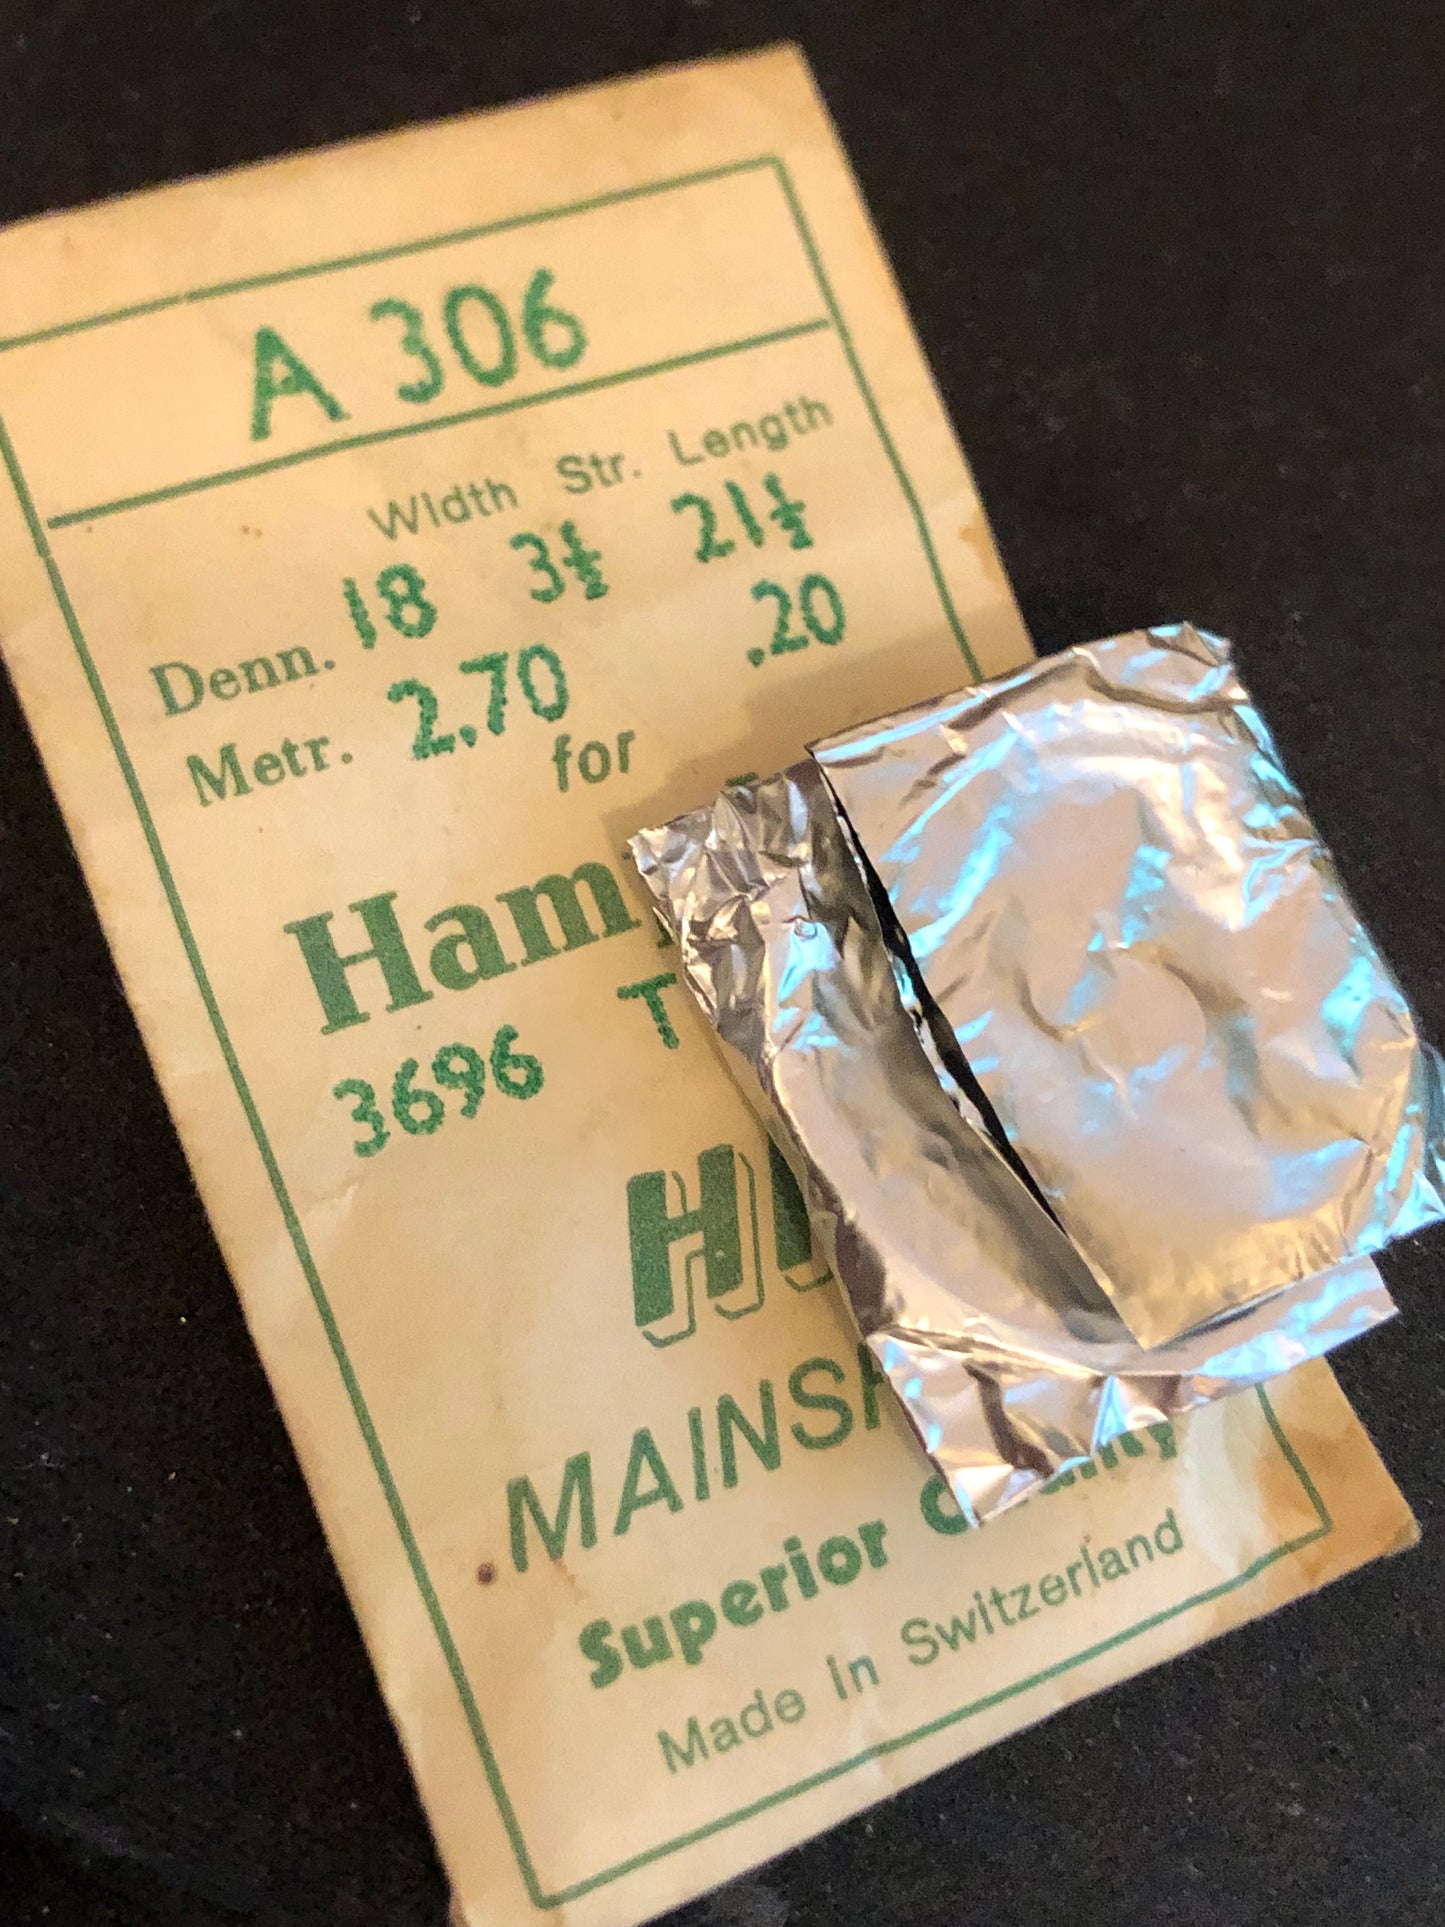 A 306
Width Str. Length
Denn. 18 3½ 21½
Metr. 2.70 .20
for
3696 T
Superior
Made in Switzerland